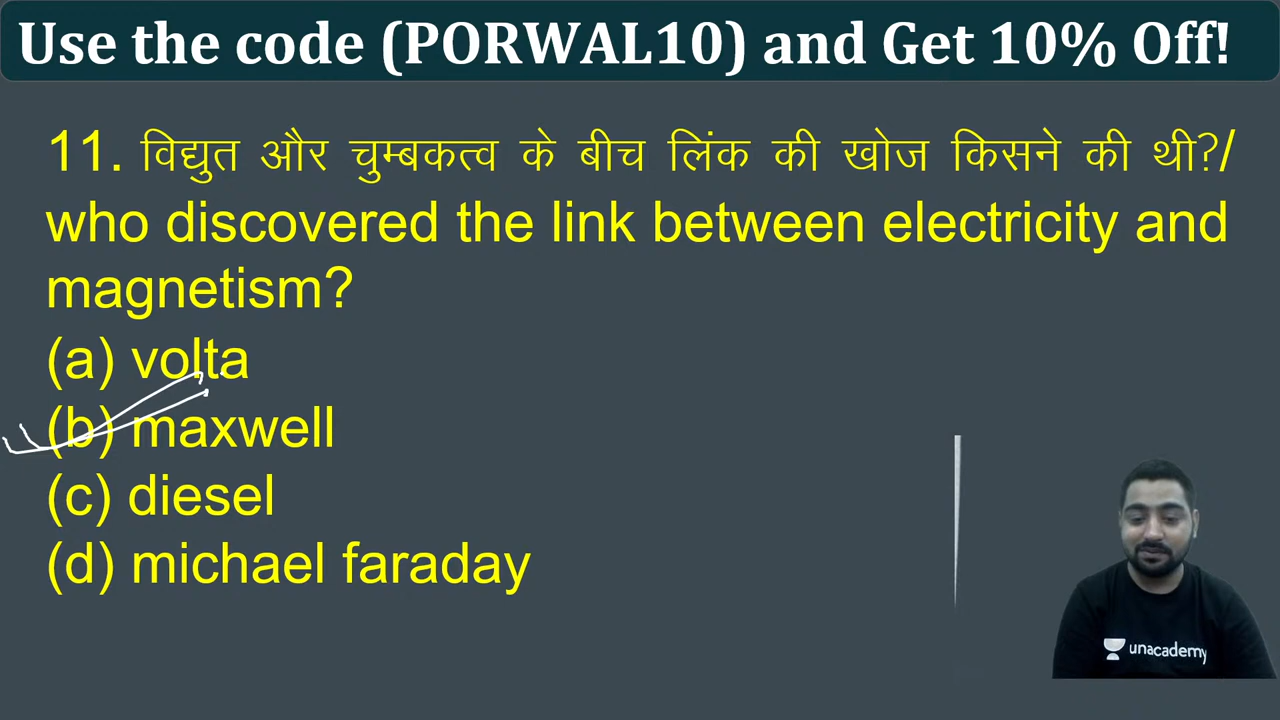 Use the code (PORWAL10) and Get 10% Off!
11. विद्युत और चुम्बकत्व के बीच लिंक की खोज किसने की थी?/
who discovered the link between electricity and
magnetism?
(a) volta
(b) maxwell
(c) diesel
(d) michael faraday
unacademy